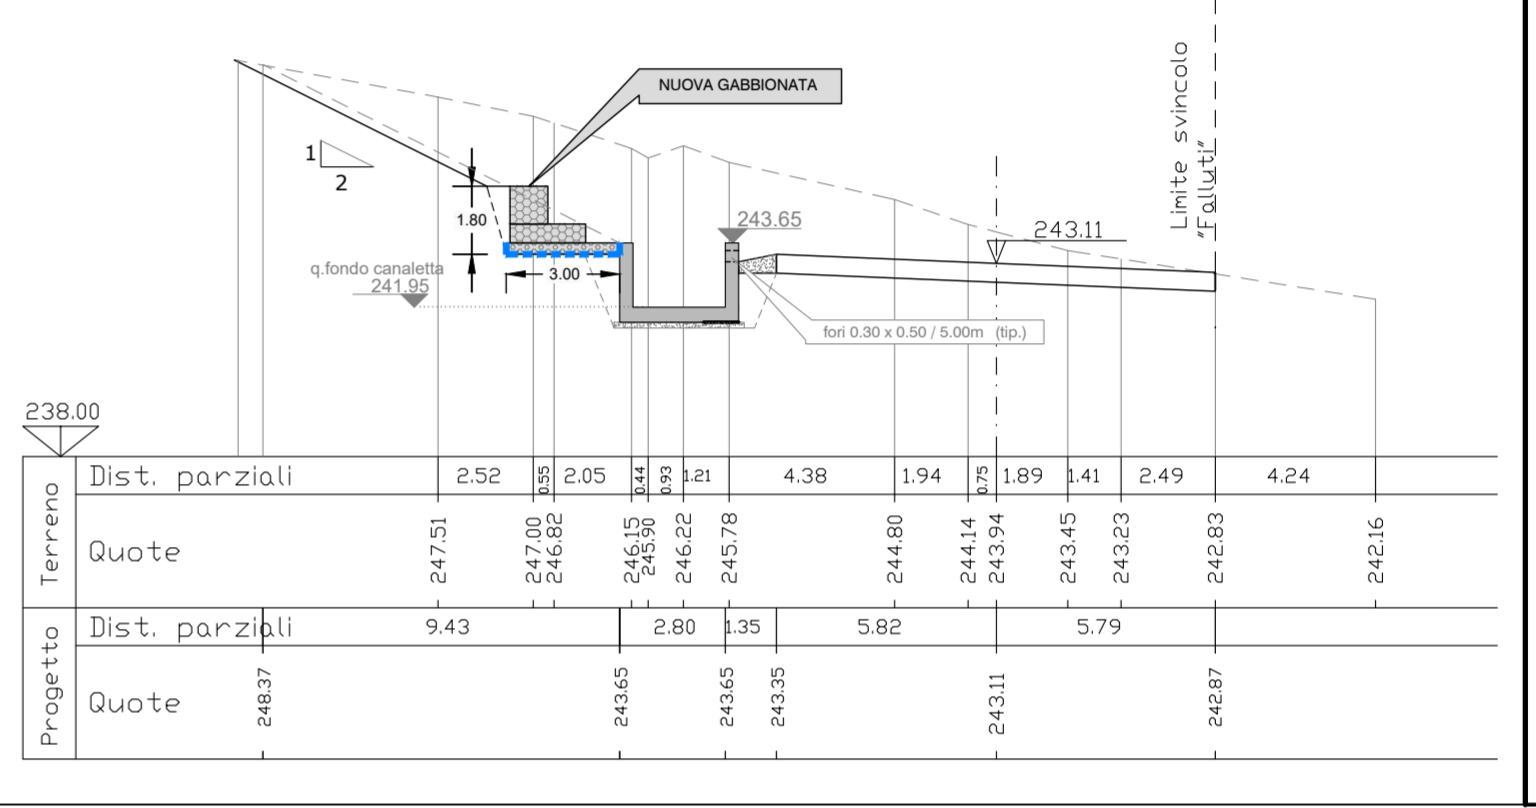 NUOVA GABBIONATA
Limite svincolo
"Falluti"
1
2
1.80
243.65
243.11
q.fondo canaletta
241.95
3.00
fori 0.30 x 0.50 / 5.00m (tip.)
238.00
Terreno
Dist. parziali
2.52 0.55 2.05 0.44 0.93 1.21 4.38 1.94 0.75 1.89 1.41 2.49 4.24
Quote
247.51 247.00 246.82 246.15 245.90 246.22 245.78 244.80 244.14 243.94 243.45 243.23 242.83 242.16
Progetto
Dist. parziali
9.43 2.80 1.35 5.82 5.79
Quote
248.37 243.65 243.65 243.35 243.11 242.87